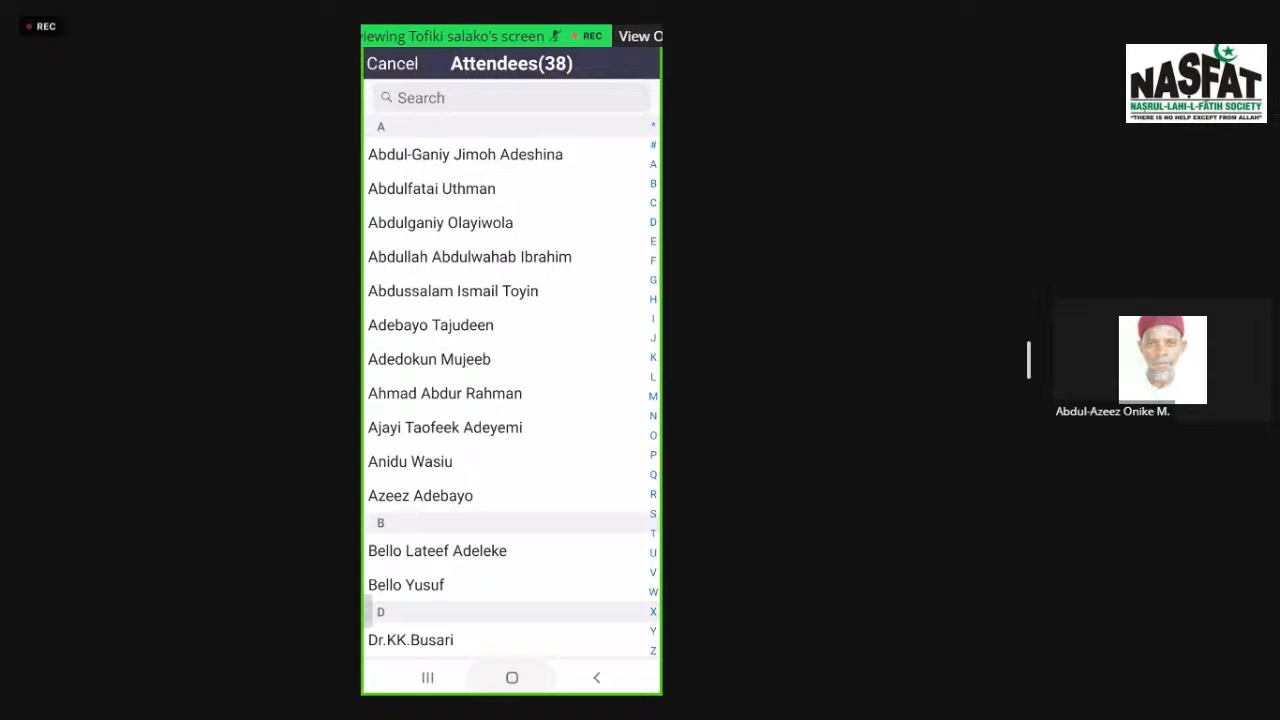 REC
viewing Tofiki salako's screen
REC
View O
Cancel
Attendees(38)
Search
A
Abdul-Ganiy Jimoh Adeshina
Abdulfatai Uthman
Abdulganiy Olayiwola
Abdullah Abdulwahab Ibrahim
Abdussalam Ismail Toyin
Adebayo Tajudeen
Adedokun Mujeeb
Ahmad Abdur Rahman
Ajayi Taofeek Adeyemi
Anidu Wasiu
Azeez Adebayo
B
Bello Lateef Adeleke
Bello Yusuf
D
Dr.KK.Busari
*
#
A
B
C
D
E
F
G
H
I
J
K
L
M
N
O
P
Q
R
S
T
U
V
W
X
Y
Z
NAṢFAT
NAṢRUL-LAHI-L-FĀTIH SOCIETY
"THERE IS NO HELP EXCEPT FROM ALLAH"
Abdul-Azeez Onike M.